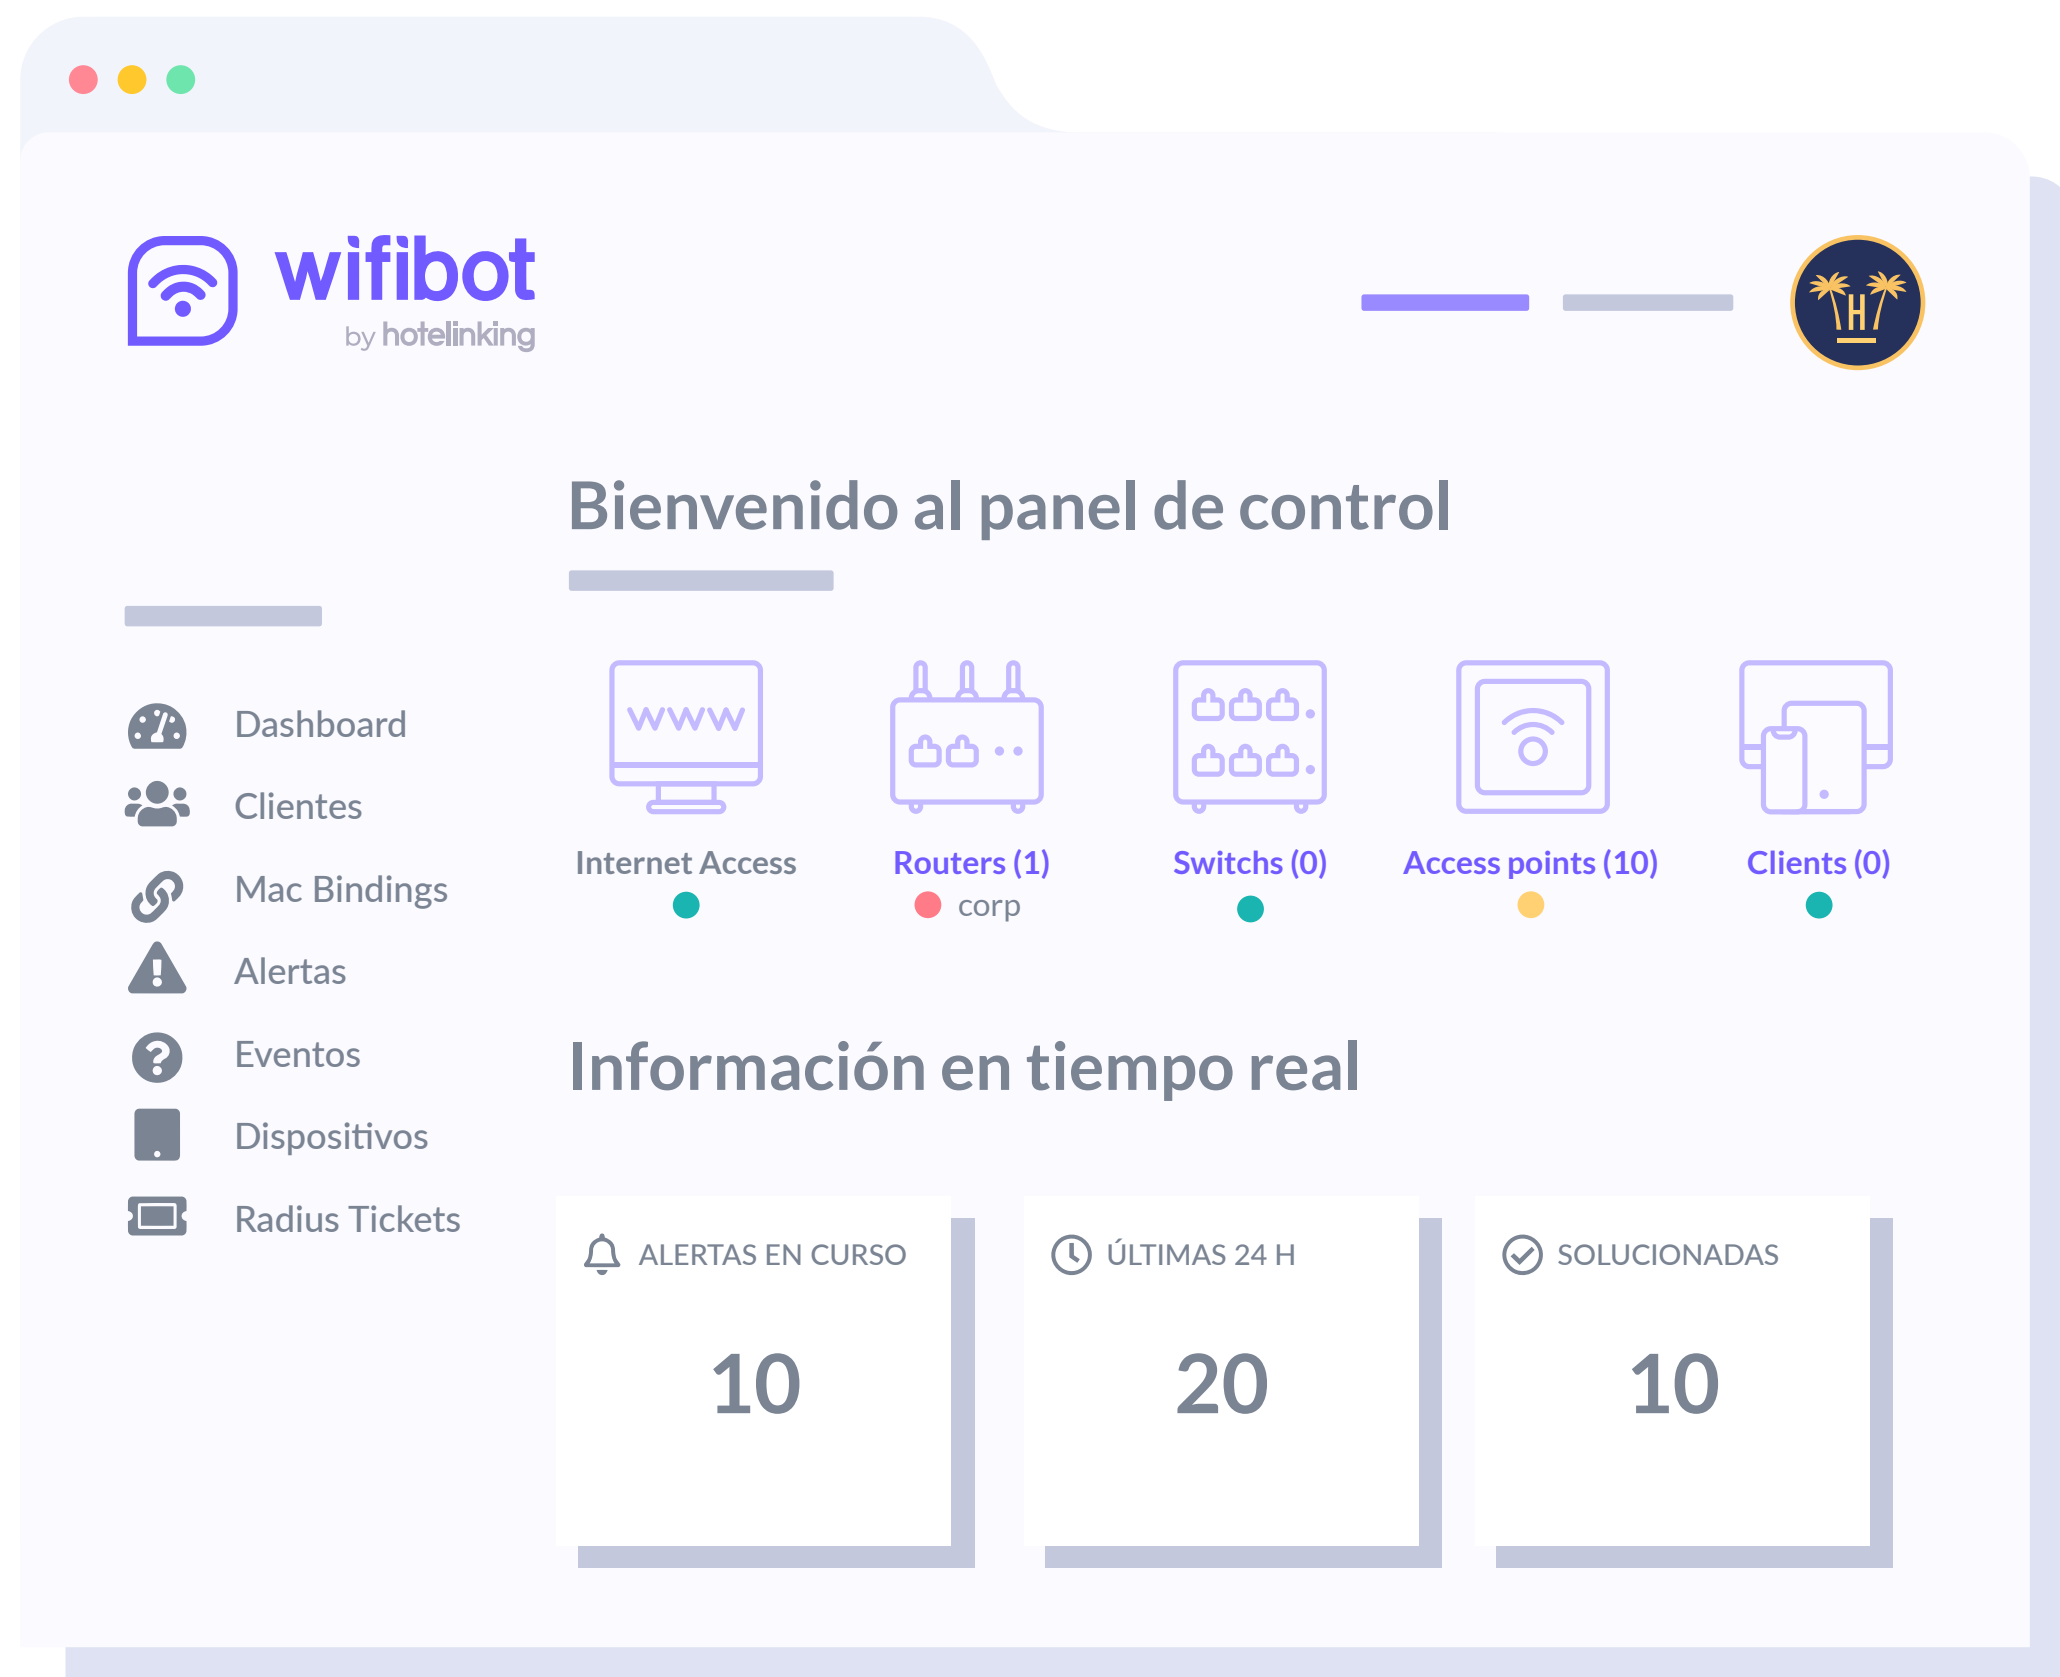 wifibot
by hotelinking
H
Bienvenido al panel de control
Dashboard
Clientes
Mac Bindings
Alertas
Eventos
Dispositivos
Radius Tickets
www
Internet Access
Routers (1)
corp
Switchs (0)
Access points (10)
Clients (0)
Información en tiempo real
ALERTAS EN CURSO
10
ÚLTIMAS 24 H
20
SOLUCIONADAS
10